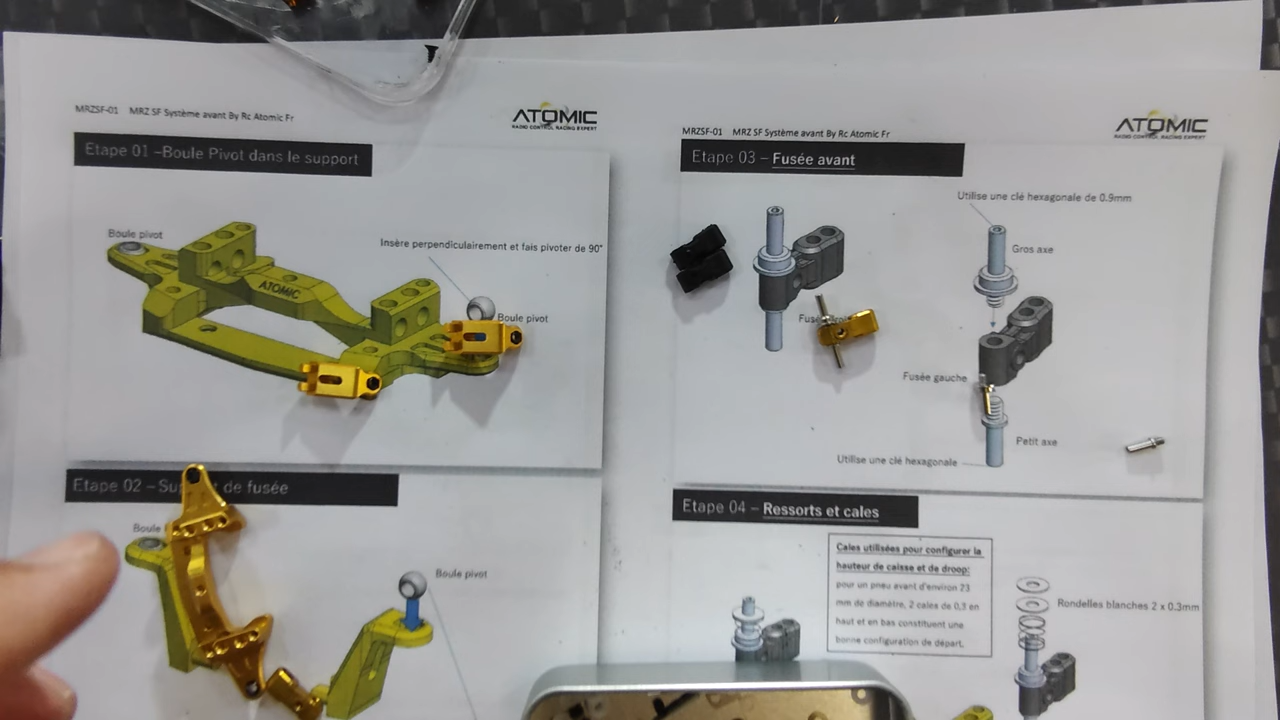 MRZSF-01 MRZ SF Système avant By Rc Atomic Fr
ATOMIC
RADIO CONTROL RACING EXPERT
Etape 01 –Boule Pivot dans le support
Boule pivot
Insère perpendiculairement et fais pivoter de 90°
ATOMIC
Boule pivot
Etape 02 – de fusée
Boule
Boule pivot
MRZSF-01 MRZ SF Système avant By Rc Atomic Fr
ATOMIC
RADIO CONTROL RACING EXPERT
Etape 03 – Fusée avant
Utilise une clé hexagonale de 0.9mm
Gros axe
Fusée gauche
Petit axe
Utilise une clé hexagonale
Etape 04 – Ressorts et cales
Cales utilisées pour configurer la
hauteur de caisse et de droop:
pour un pneu avant d'environ 23
mm de diamètre, 2 cales de 0,3 en
haut et en bas constituent une
bonne configuration de départ.
Rondelles blanches 2 x 0.3mm